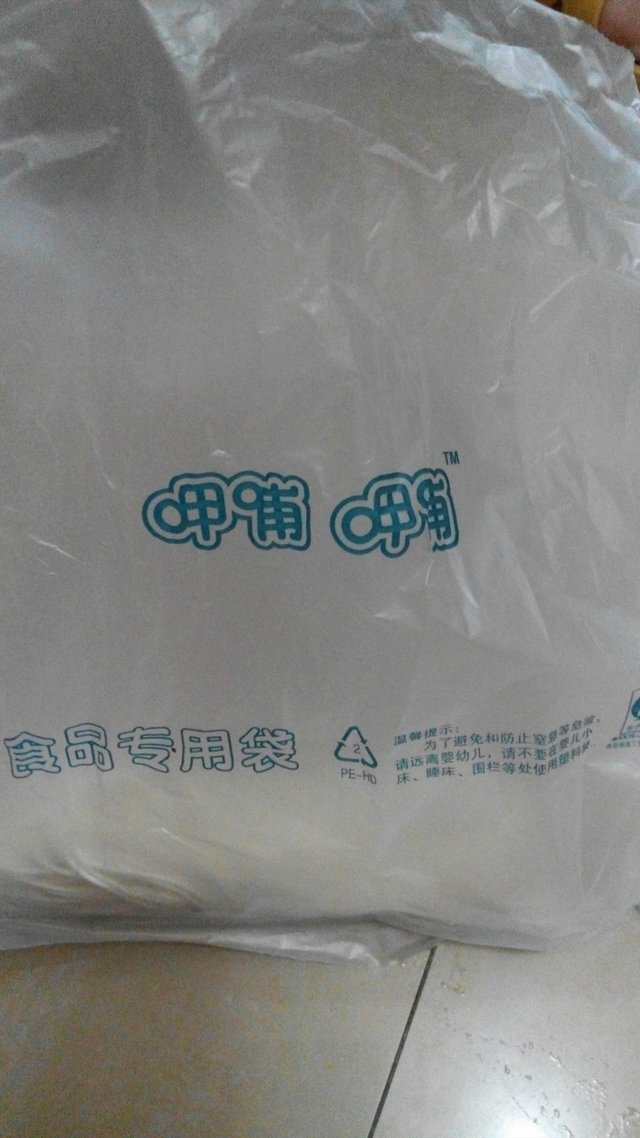 呷哺 呷哺 TM
食品专用袋
2
PE-HD
温馨提示:
为了避免和防止窒息等危险,
请远离婴幼儿,请不要在婴儿小
床、睡床、围栏等处使用塑料袋